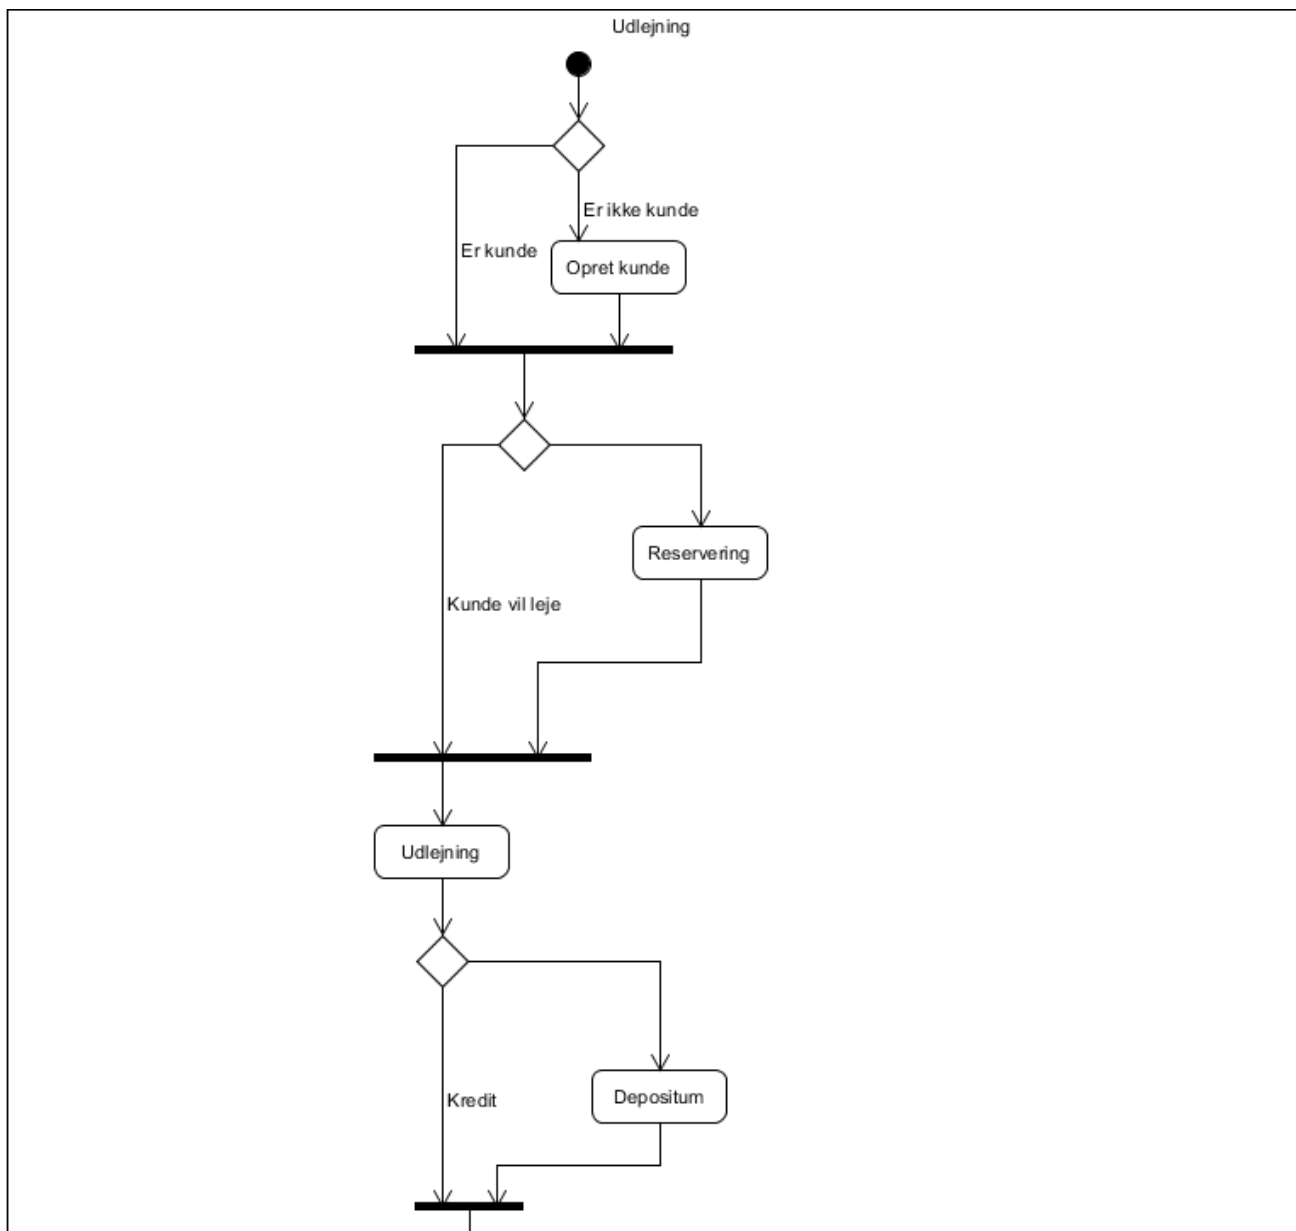 Udlejning
Er ikke kunde
Er kunde
Opret kunde
Reservering
Kunde vil leje
Udlejning
Depositum
Kredit